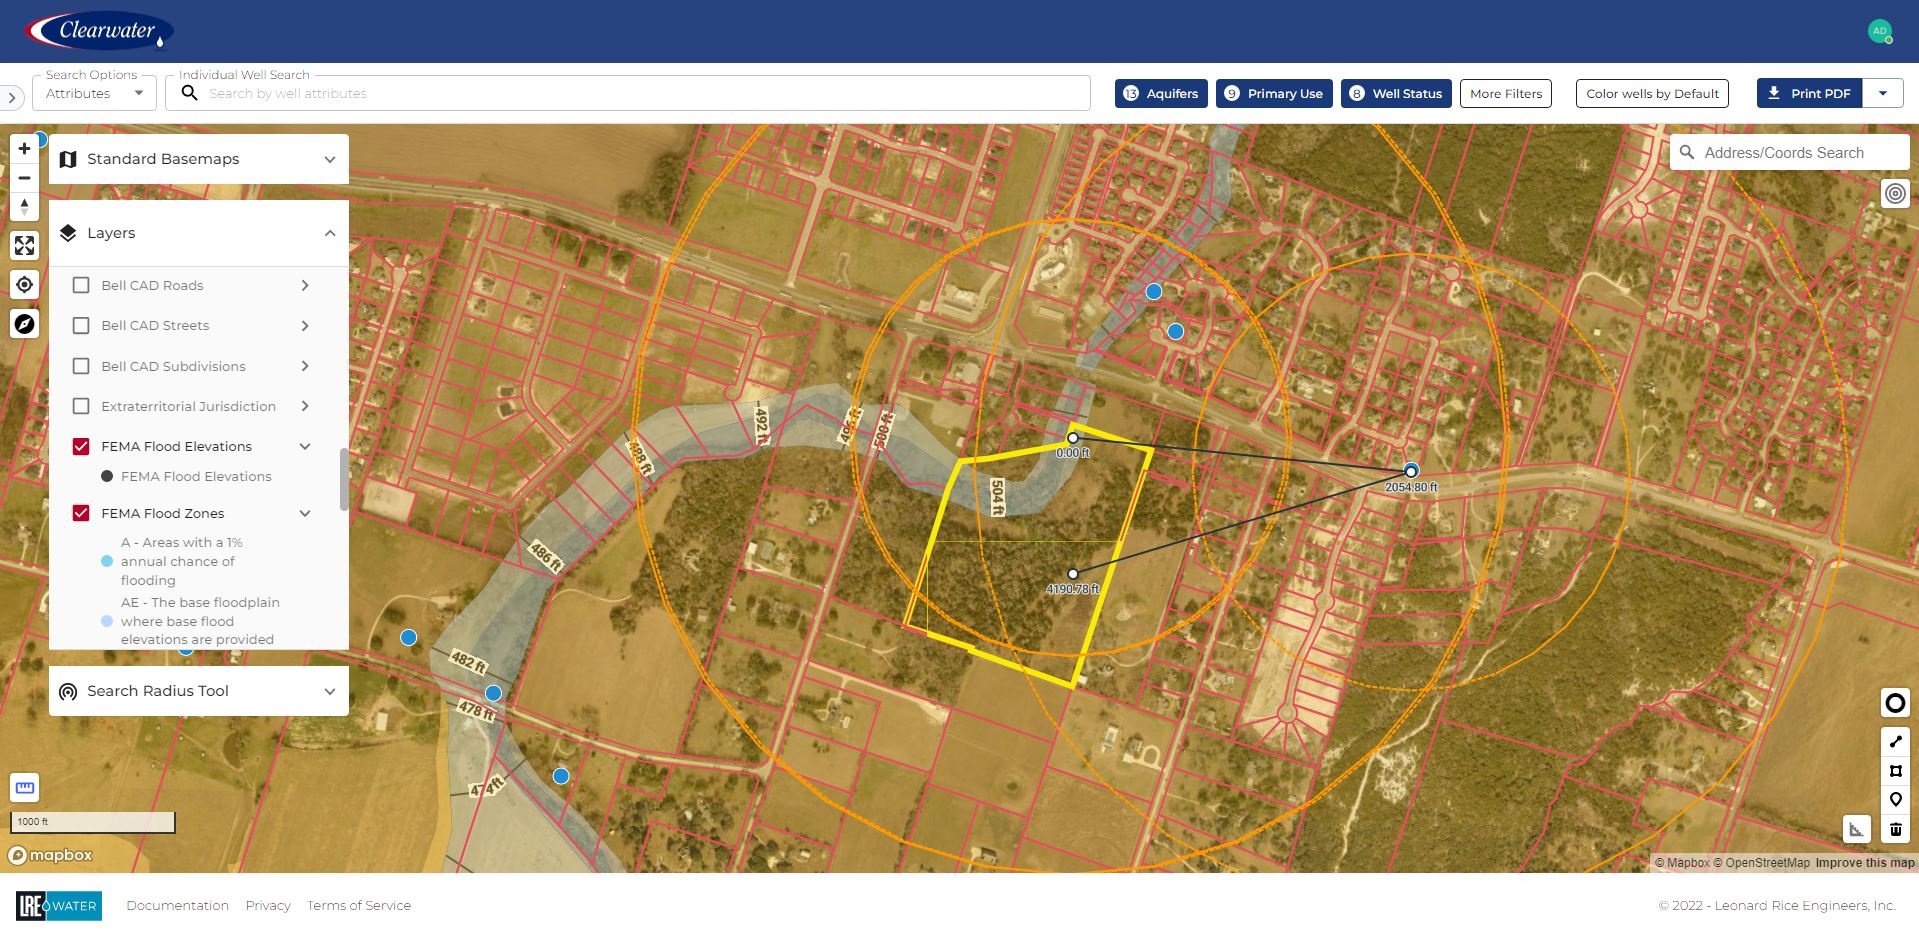 Clearwater
AD
Search Options
Attributes
Individual Well Search
Search by well attributes
13 Aquifers
9 Primary Use
8 Well Status
More Filters
Color wells by Default
Print PDF
Standard Basemaps
Address/Coords Search
Layers
Bell CAD Roads
Bell CAD Streets
Bell CAD Subdivisions
Extraterritorial Jurisdiction
FEMA Flood Elevations
FEMA Flood Elevations
FEMA Flood Zones
A - Areas with a 1%
annual chance of
flooding
AE - The base floodplain
where base flood
elevations are provided
Search Radius Tool
492 ft
500 ft
488 ft
504 ft
486 ft
482 ft
478 ft
474 ft
0.00 ft
2054.80 ft
4190.78 ft
1000 ft
mapbox
© Mapbox © OpenStreetMap Improve this map
LRE WATER
Documentation
Privacy
Terms of Service
© 2022 - Leonard Rice Engineers, Inc.